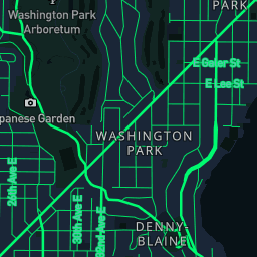 PARK
Washington Park
Arboretum
E Galer St
E Lee St
apanese Garden
WASHINGTON
PARK
26th Ave E
30th Ave E
32nd Ave E
DENNY-
BLAINE